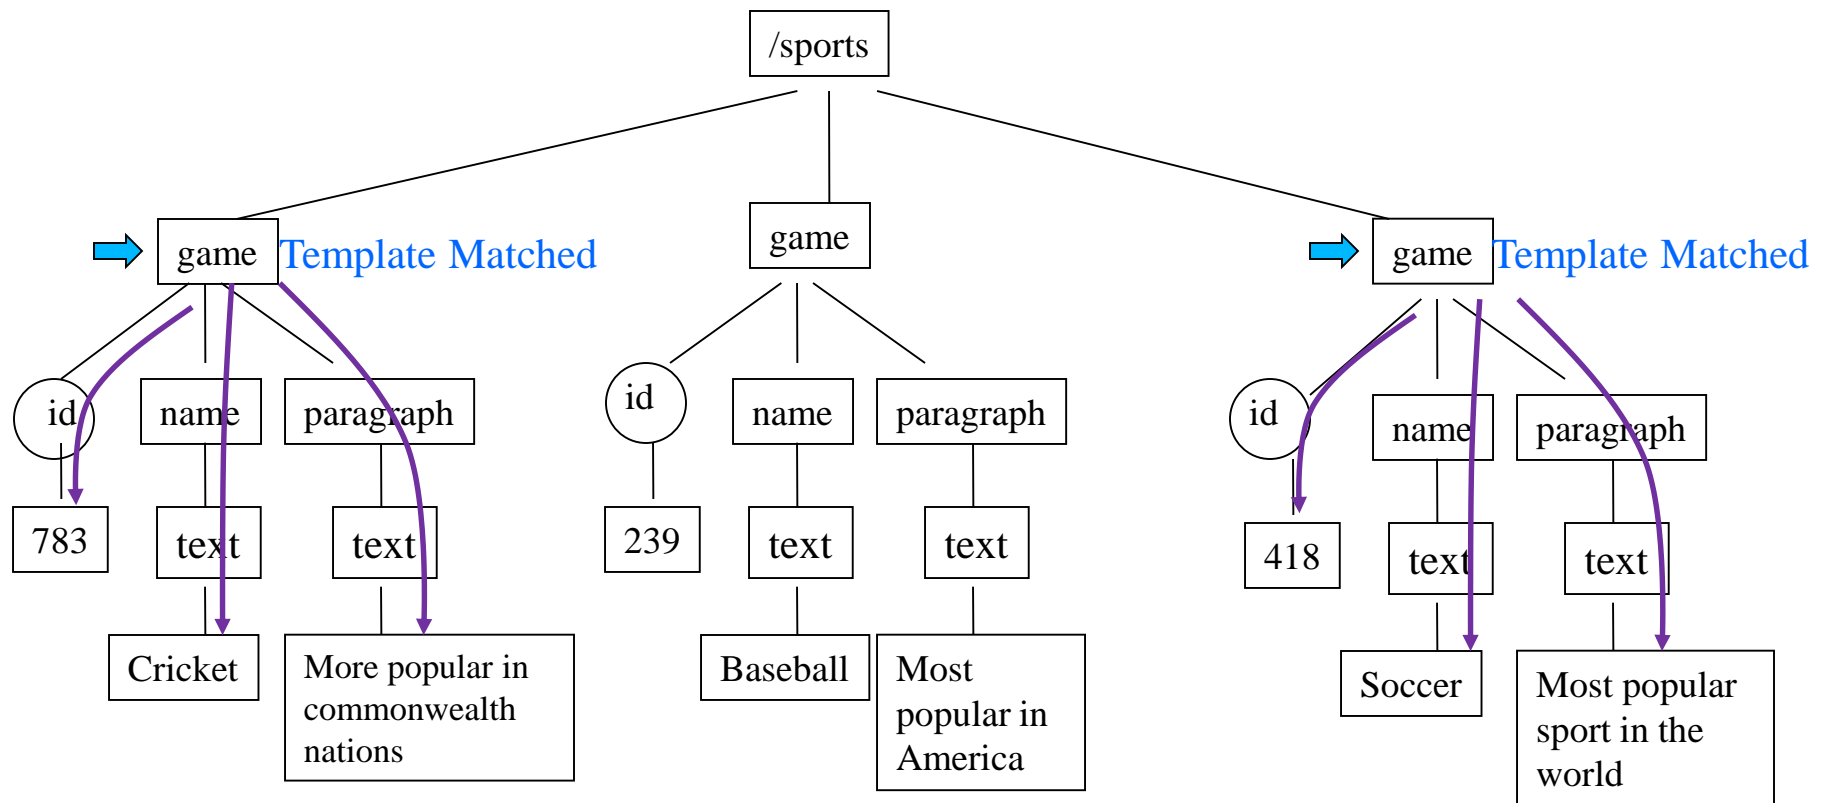 /sports
game
Template Matched
game
game
Template Matched
id
name
paragraph
id
name
paragraph
id
name
paragraph
783
text
text
239
text
text
418
text
text
Cricket
More popular in
commonwealth
nations
Baseball
Most
popular in
America
Soccer
Most popular
sport in the
world